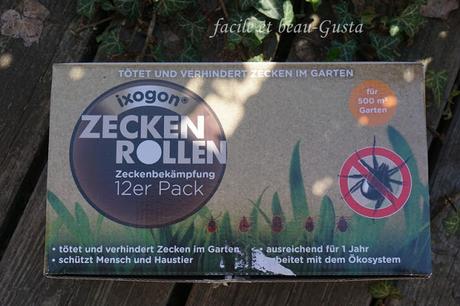 facile et beau-Gusta
TÖTET UND VERHINDERT ZECKEN IM GARTEN
ixogon®
ZECKEN
ROLLEN
Zeckenbekämpfung
12er Pack
für
500 m²
Garten
• tötet und verhindert Zecken im Garten
• schützt Mensch und Haustier
ausreichend für 1 Jahr
arbeitet mit dem Ökosystem